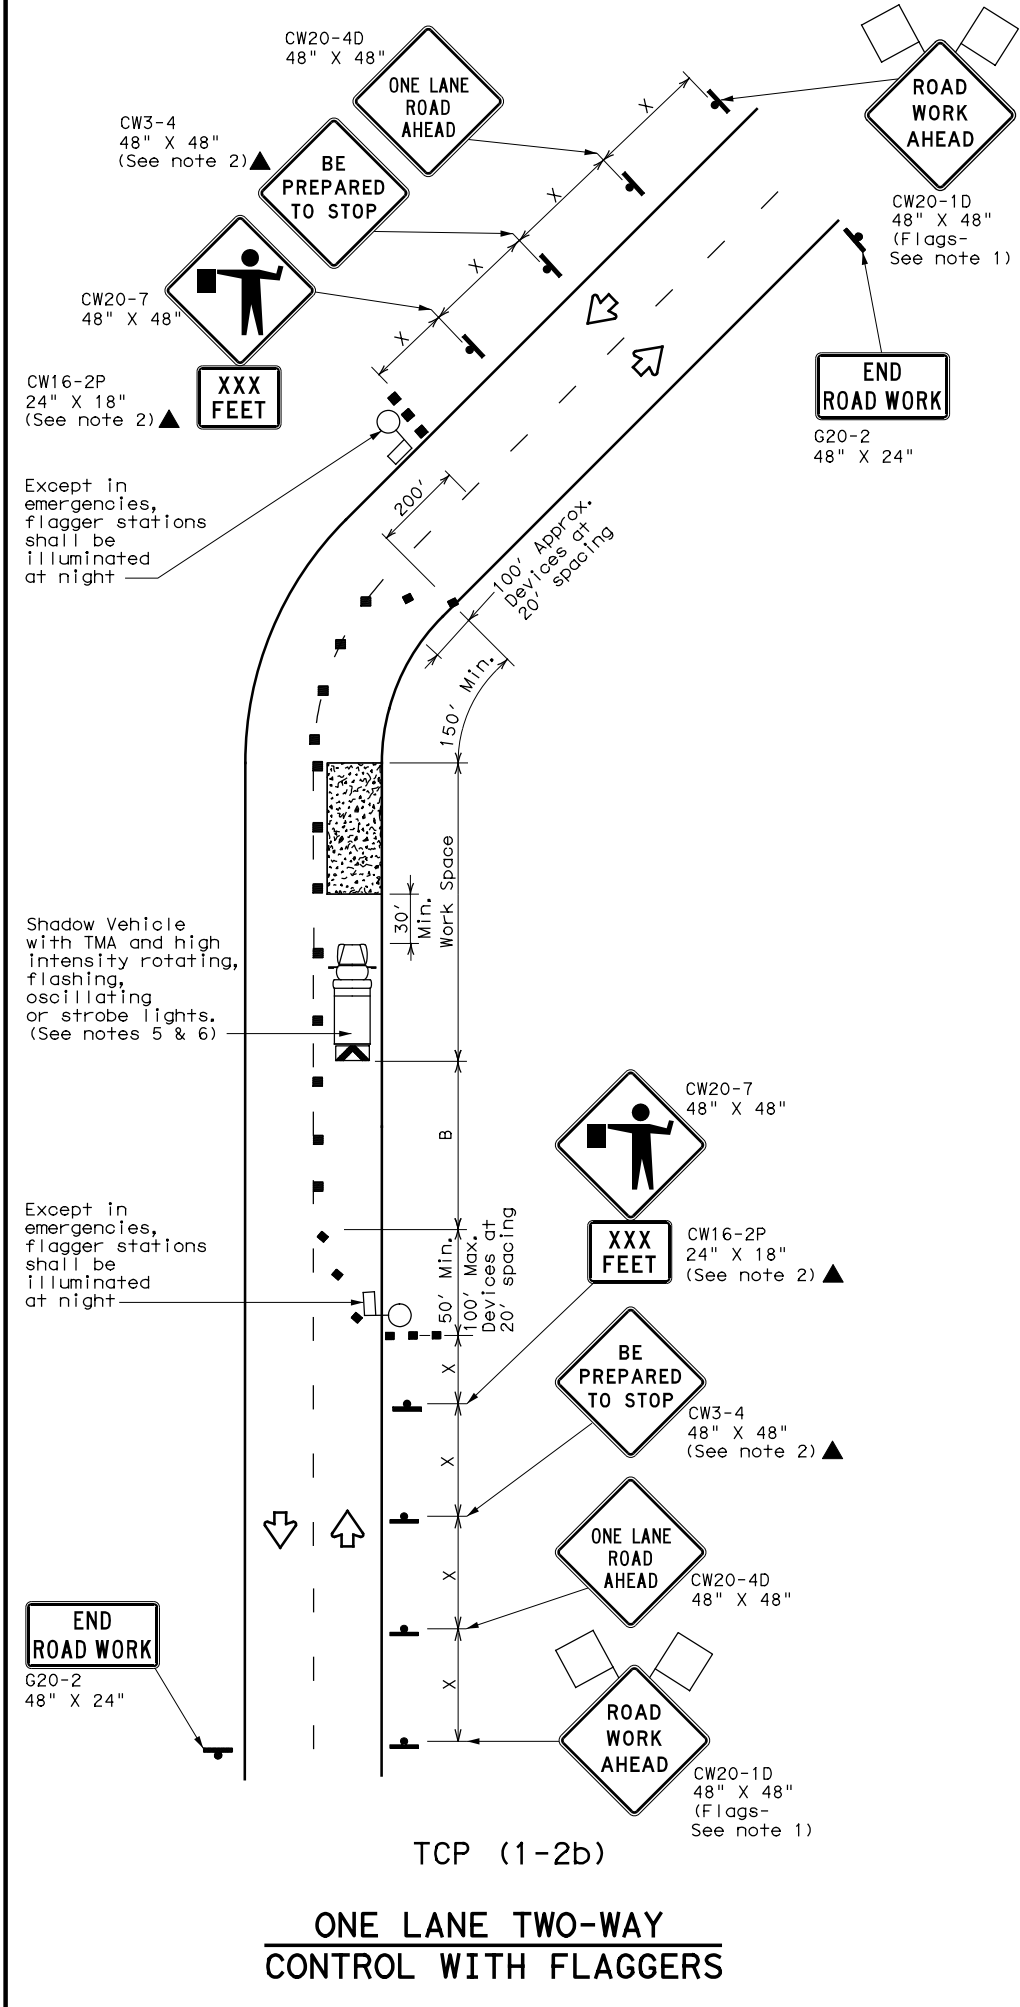 CW20-4D
48" X 48"
ONE LANE
ROAD
AHEAD
X
ROAD
WORK
AHEAD
CW3-4
48" X 48"
(See note 2)
BE
PREPARED
TO STOP
X
CW20-1D
48" X 48"
(Flags-
See note 1)
X
CW20-7
48" X 48"
X
CW16-2P
24" X 18"
(See note 2)
XXX
FEET
END
ROAD WORK
G20-2
48" X 24"
Except in
emergencies,
flagger stations
shall be
illuminated
at night
200'
100' Approx.
Devices at
20' spacing
150' Min.
Work Space
30'
Min.
Shadow Vehicle
with TMA and high
intensity rotating,
flashing,
oscillating
or strobe lights.
(See notes 5 & 6)
B
CW20-7
48" X 48"
Except in
emergencies,
flagger stations
shall be
illuminated
at night
50' Min.
100' Max.
Devices at
20' spacing
XXX
FEET
CW16-2P
24" X 18"
(See note 2)
X
BE
PREPARED
TO STOP
CW3-4
48" X 48"
(See note 2)
X
ONE LANE
ROAD
AHEAD
CW20-4D
48" X 48"
X
END
ROAD WORK
G20-2
48" X 24"
X
ROAD
WORK
AHEAD
CW20-1D
48" X 48"
(Flags-
See note 1)
TCP (1-2b)
ONE LANE TWO-WAY
CONTROL WITH FLAGGERS